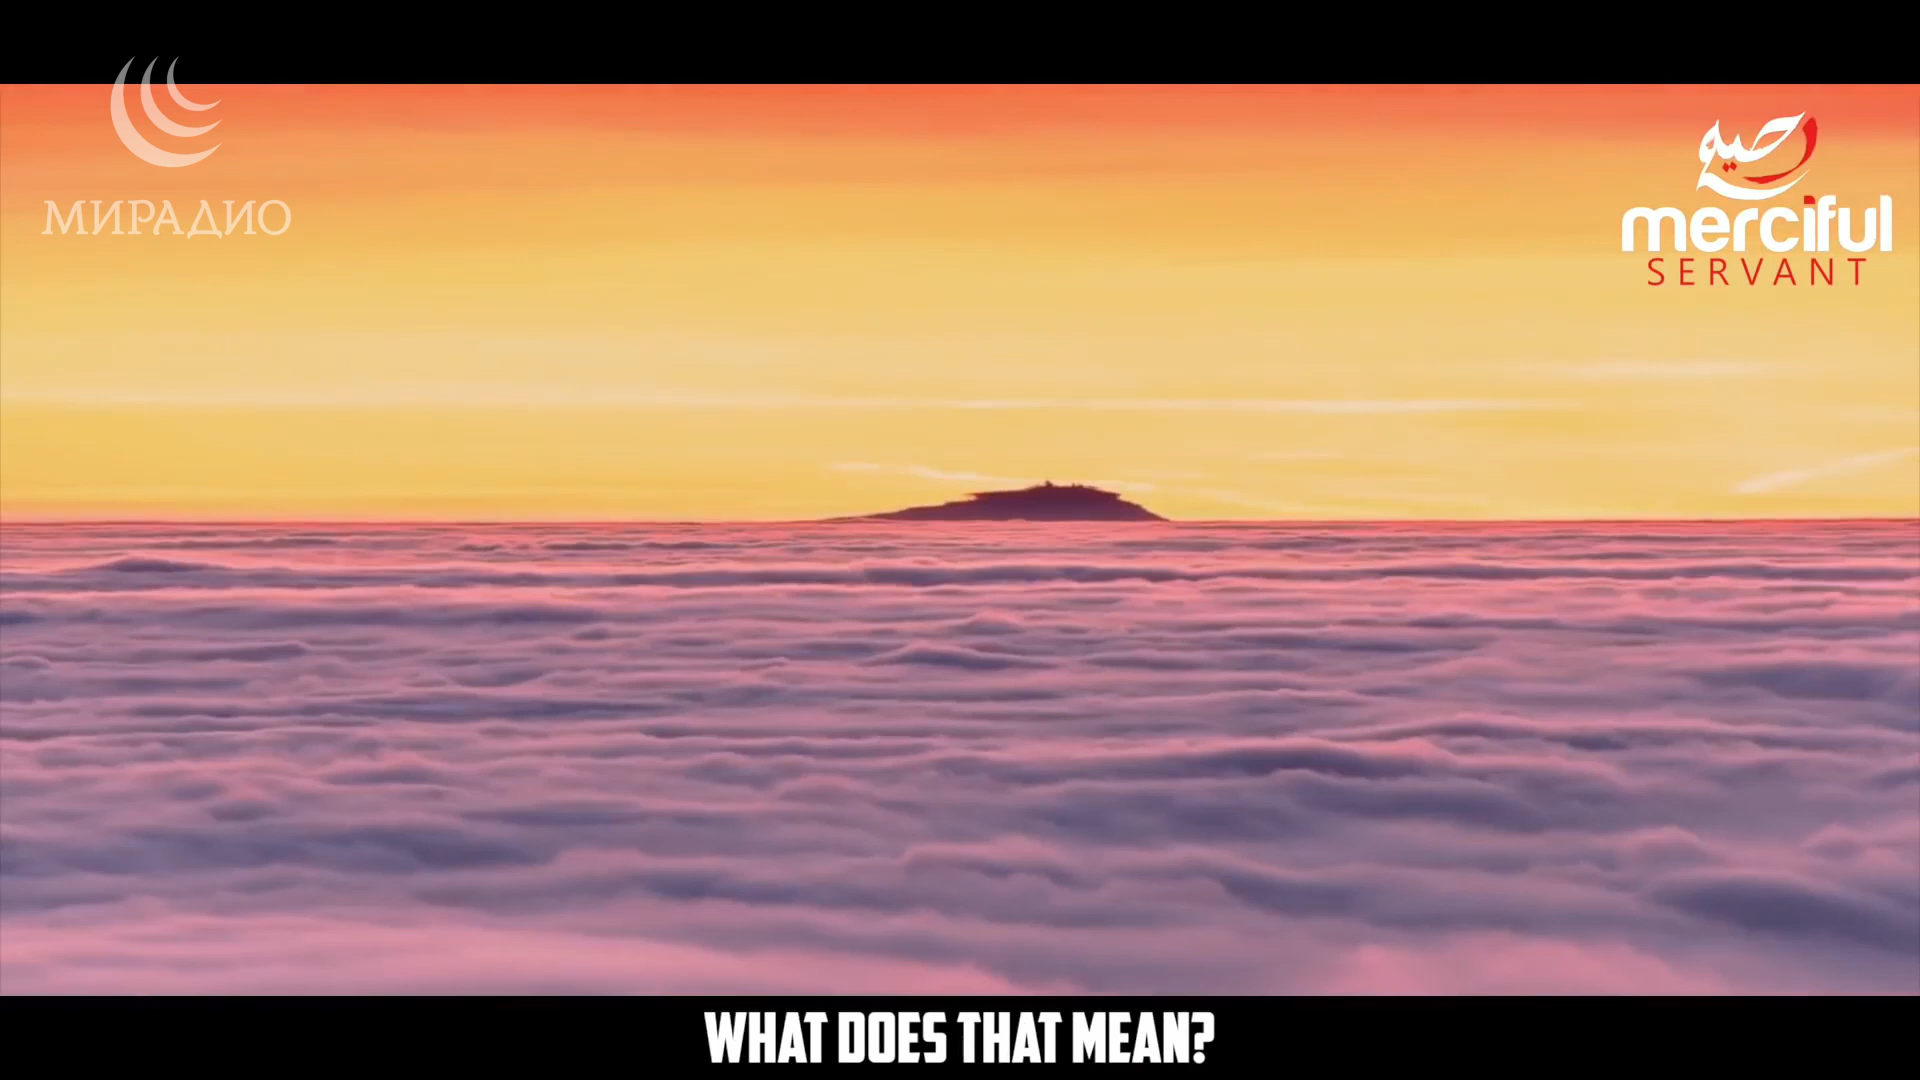 МИРАДИО
merciful
SERVANT
WHAT DOES THAT MEAN?